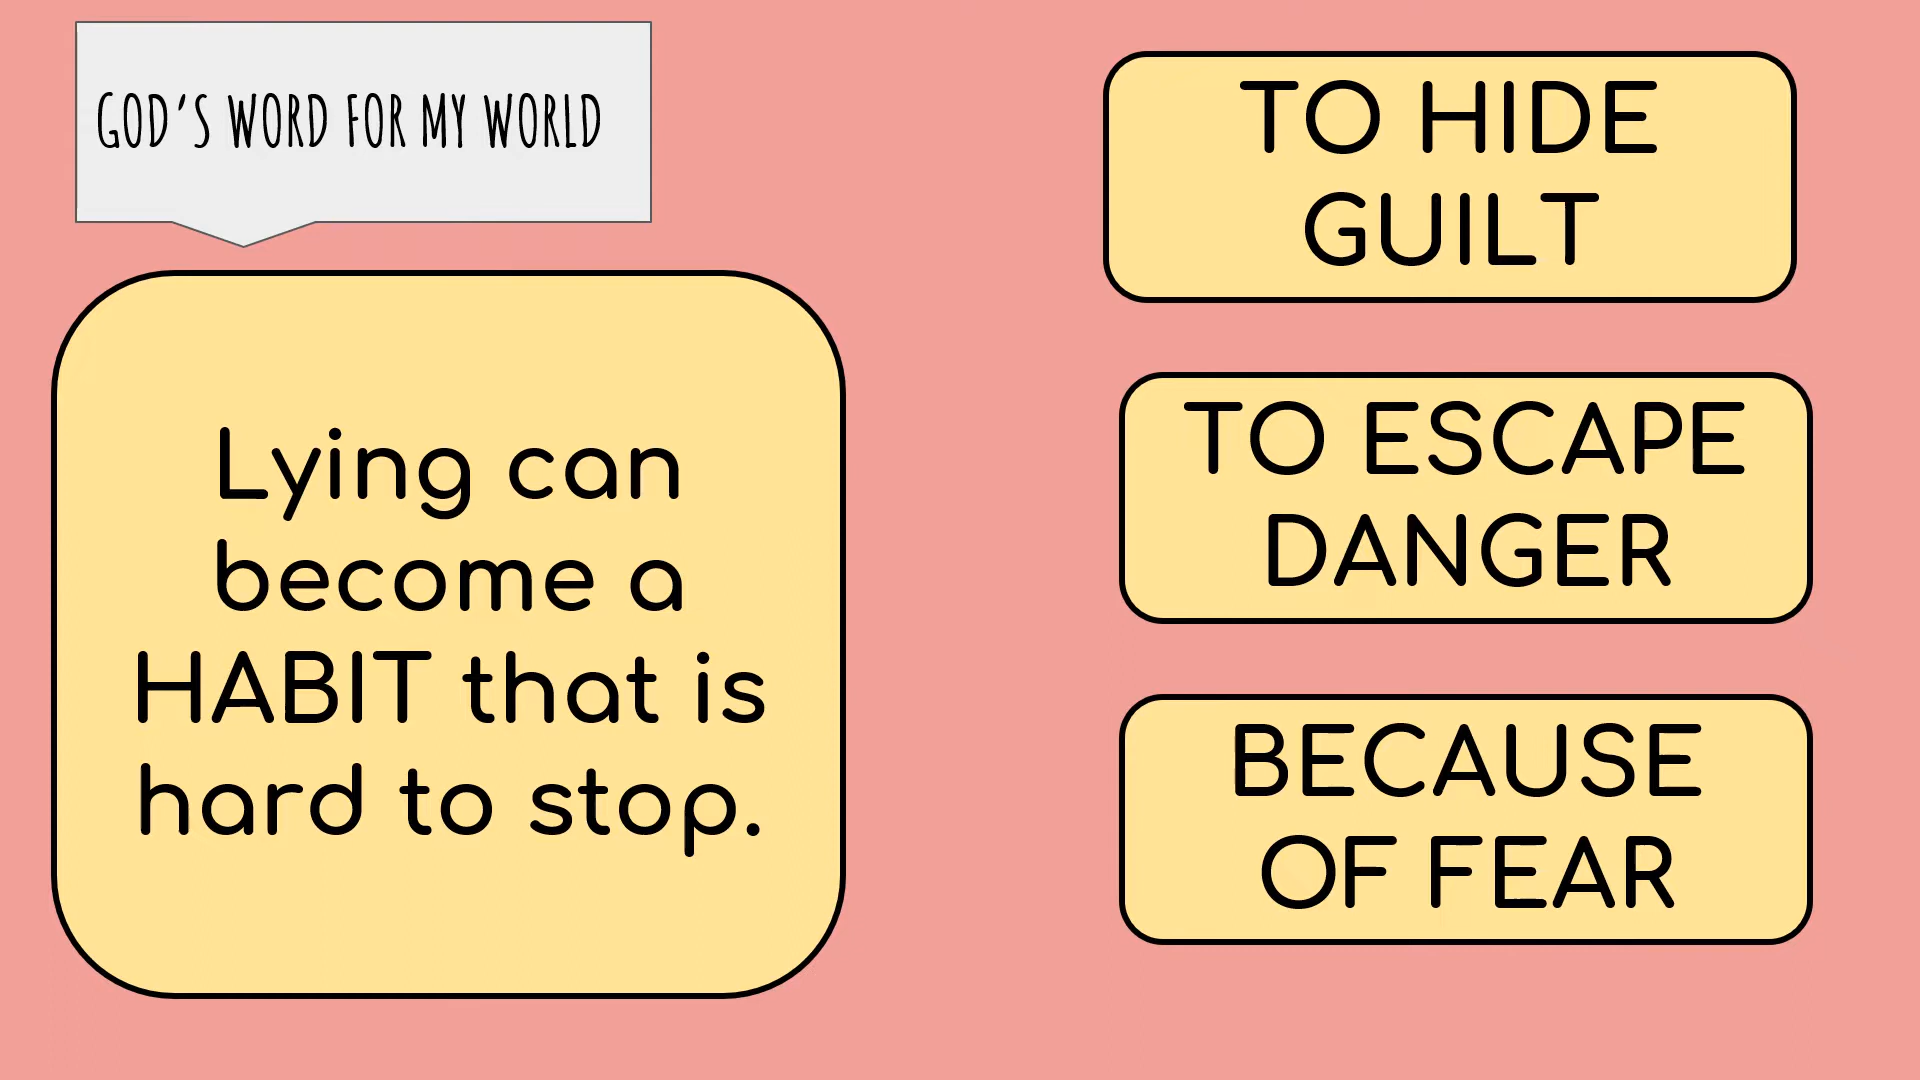 GOD'S WORD FOR MY WORLD
Lying can
become a
HABIT that is
hard to stop.
TO HIDE
GUILT
TO ESCAPE
DANGER
BECAUSE
OF FEAR